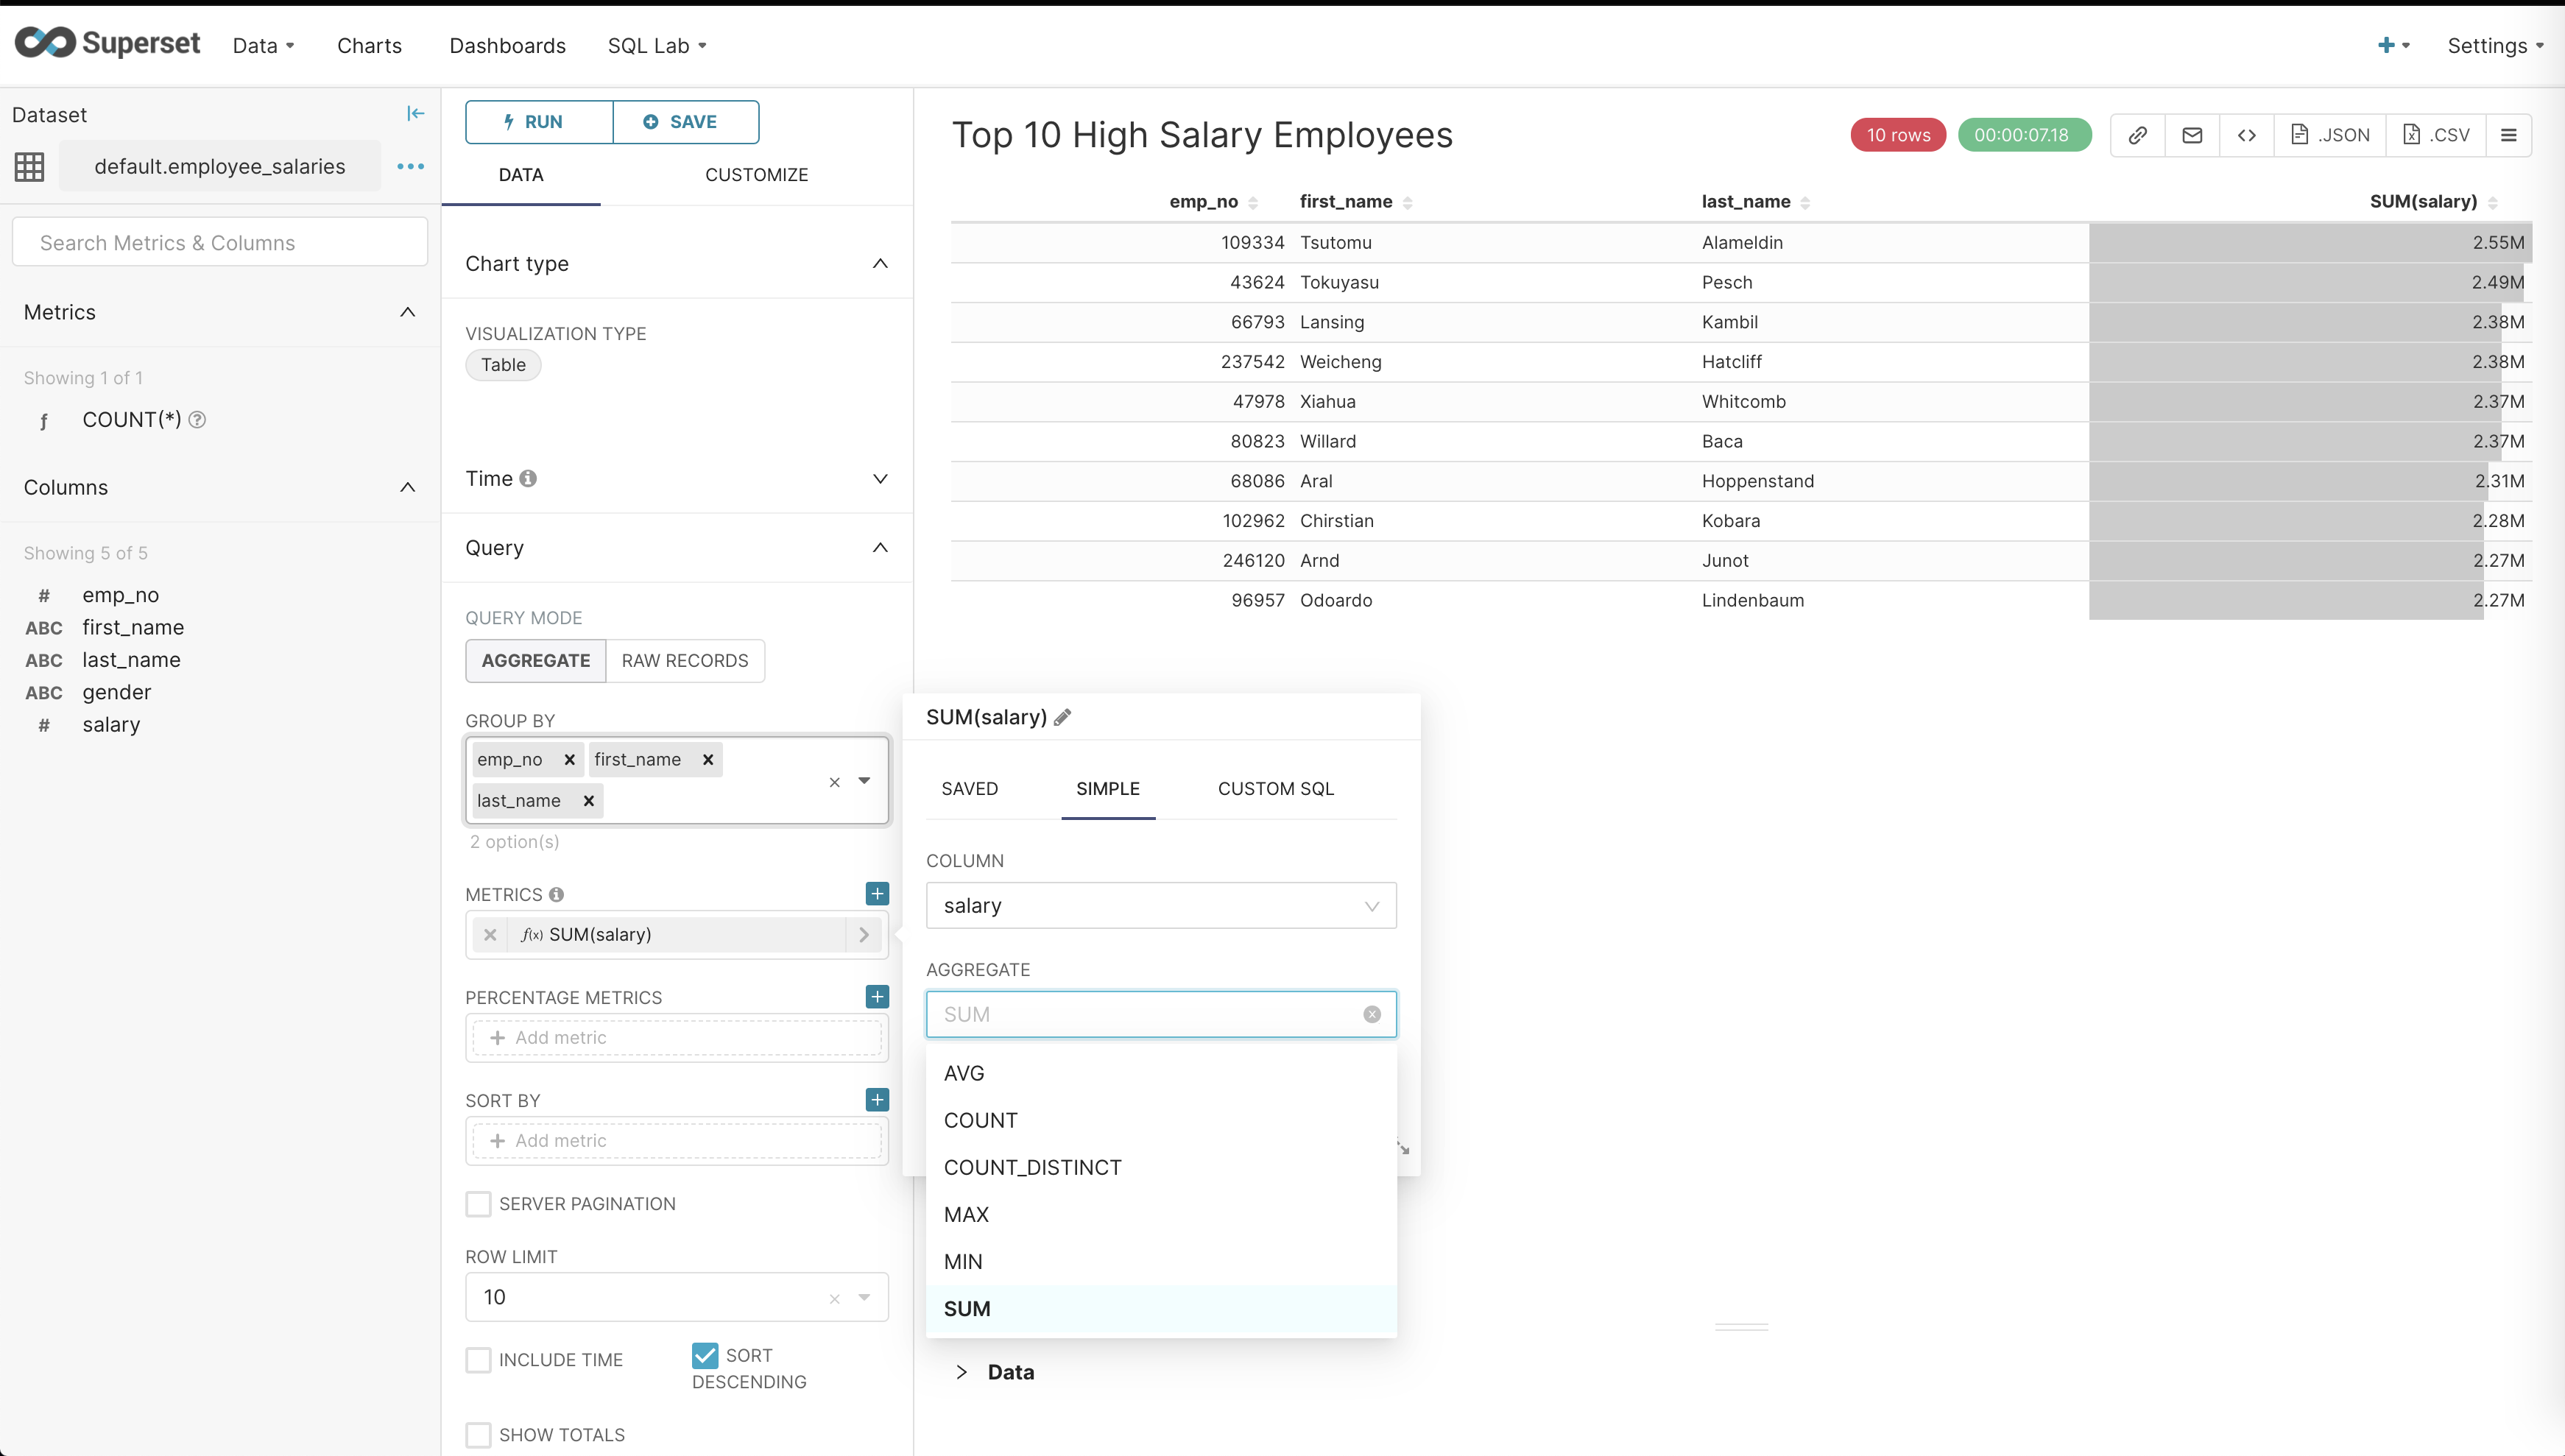 Superset Data Charts Dashboards SQL Lab Settings
Dataset
default.employee_salaries
Search Metrics & Columns
Metrics
Showing 1 of 1
f COUNT(*)
Columns
Showing 5 of 5
# emp_no
ABC first_name
ABC last_name
ABC gender
# salary
RUN SAVE
DATA CUSTOMIZE
Chart type
VISUALIZATION TYPE
Table
Time
Query
QUERY MODE
AGGREGATE RAW RECORDS
GROUP BY
emp_no first_name
last_name
2 option(s)
METRICS
f(x) SUM(salary)
PERCENTAGE METRICS
+ Add metric
SORT BY
+ Add metric
SERVER PAGINATION
ROW LIMIT
10
INCLUDE TIME SORT
DESCENDING
SHOW TOTALS
Top 10 High Salary Employees 10 rows 00:00:07.18 .JSON .CSV
emp_no first_name last_name SUM(salary)
109334 Tsutomu Alameldin 2.55M
43624 Tokuyasu Pesch 2.49M
66793 Lansing Kambil 2.38M
237542 Weicheng Hatcliff 2.38M
47978 Xiahua Whitcomb 2.37M
80823 Willard Baca 2.37M
68086 Aral Hoppenstand 2.31M
102962 Chirstian Kobara 2.28M
246120 Arnd Junot 2.27M
96957 Odoardo Lindenbaum 2.27M
SUM(salary)
SAVED SIMPLE CUSTOM SQL
COLUMN
salary
AGGREGATE
SUM
AVG
COUNT
COUNT_DISTINCT
MAX
MIN
SUM
Data